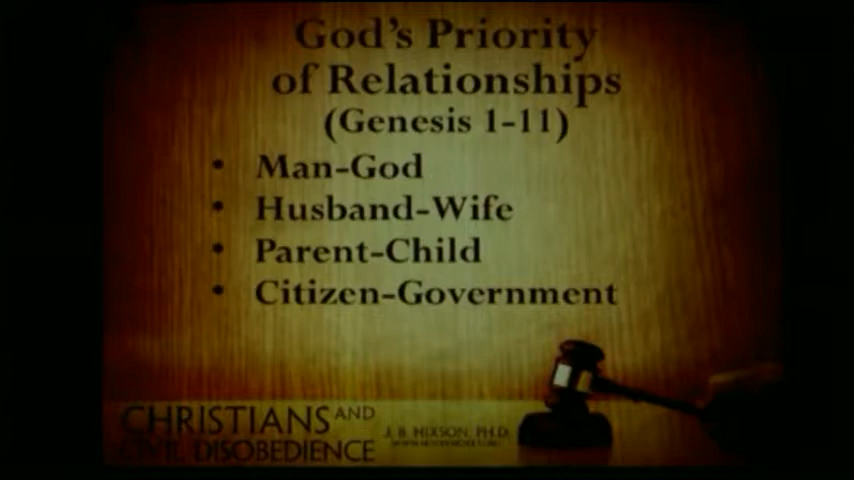 God's Priority
of Relationships
(Genesis 1-11)
• Man-God
• Husband-Wife
• Parent-Child
• Citizen-Government
CHRISTIANS AND
CIVIL DISOBEDIENCE
J. B. HIXSON, PH.D.